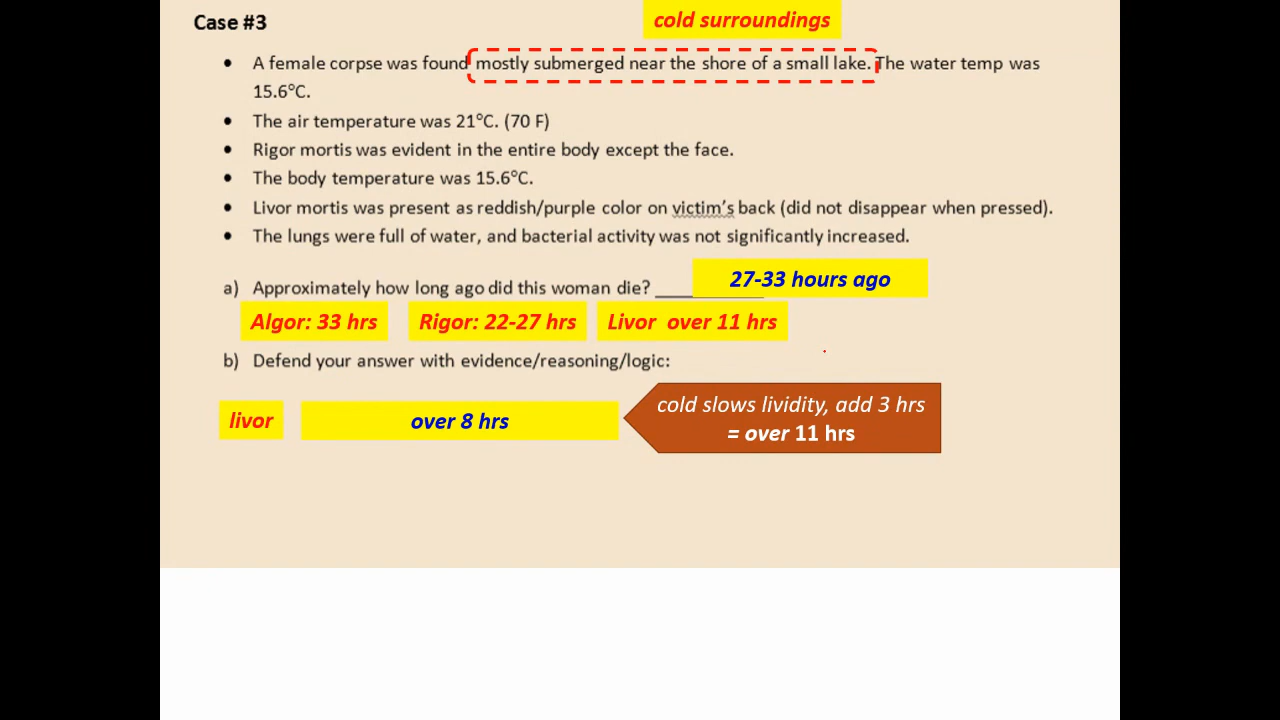 cold surroundings
Case #3
• A female corpse was found mostly submerged near the shore of a small lake. The water temp was
15.6°C.
• The air temperature was 21°C. (70 F)
• Rigor mortis was evident in the entire body except the face.
• The body temperature was 15.6°C.
• Livor mortis was present as reddish/purple color on victim's back (did not disappear when pressed).
• The lungs were full of water, and bacterial activity was not significantly increased.
a) Approximately how long ago did this woman die? ____________ 27-33 hours ago
Algor: 33 hrs Rigor: 22-27 hrs Livor over 11 hrs
b) Defend your answer with evidence/reasoning/logic:
livor over 8 hrs
cold slows lividity, add 3 hrs
= over 11 hrs